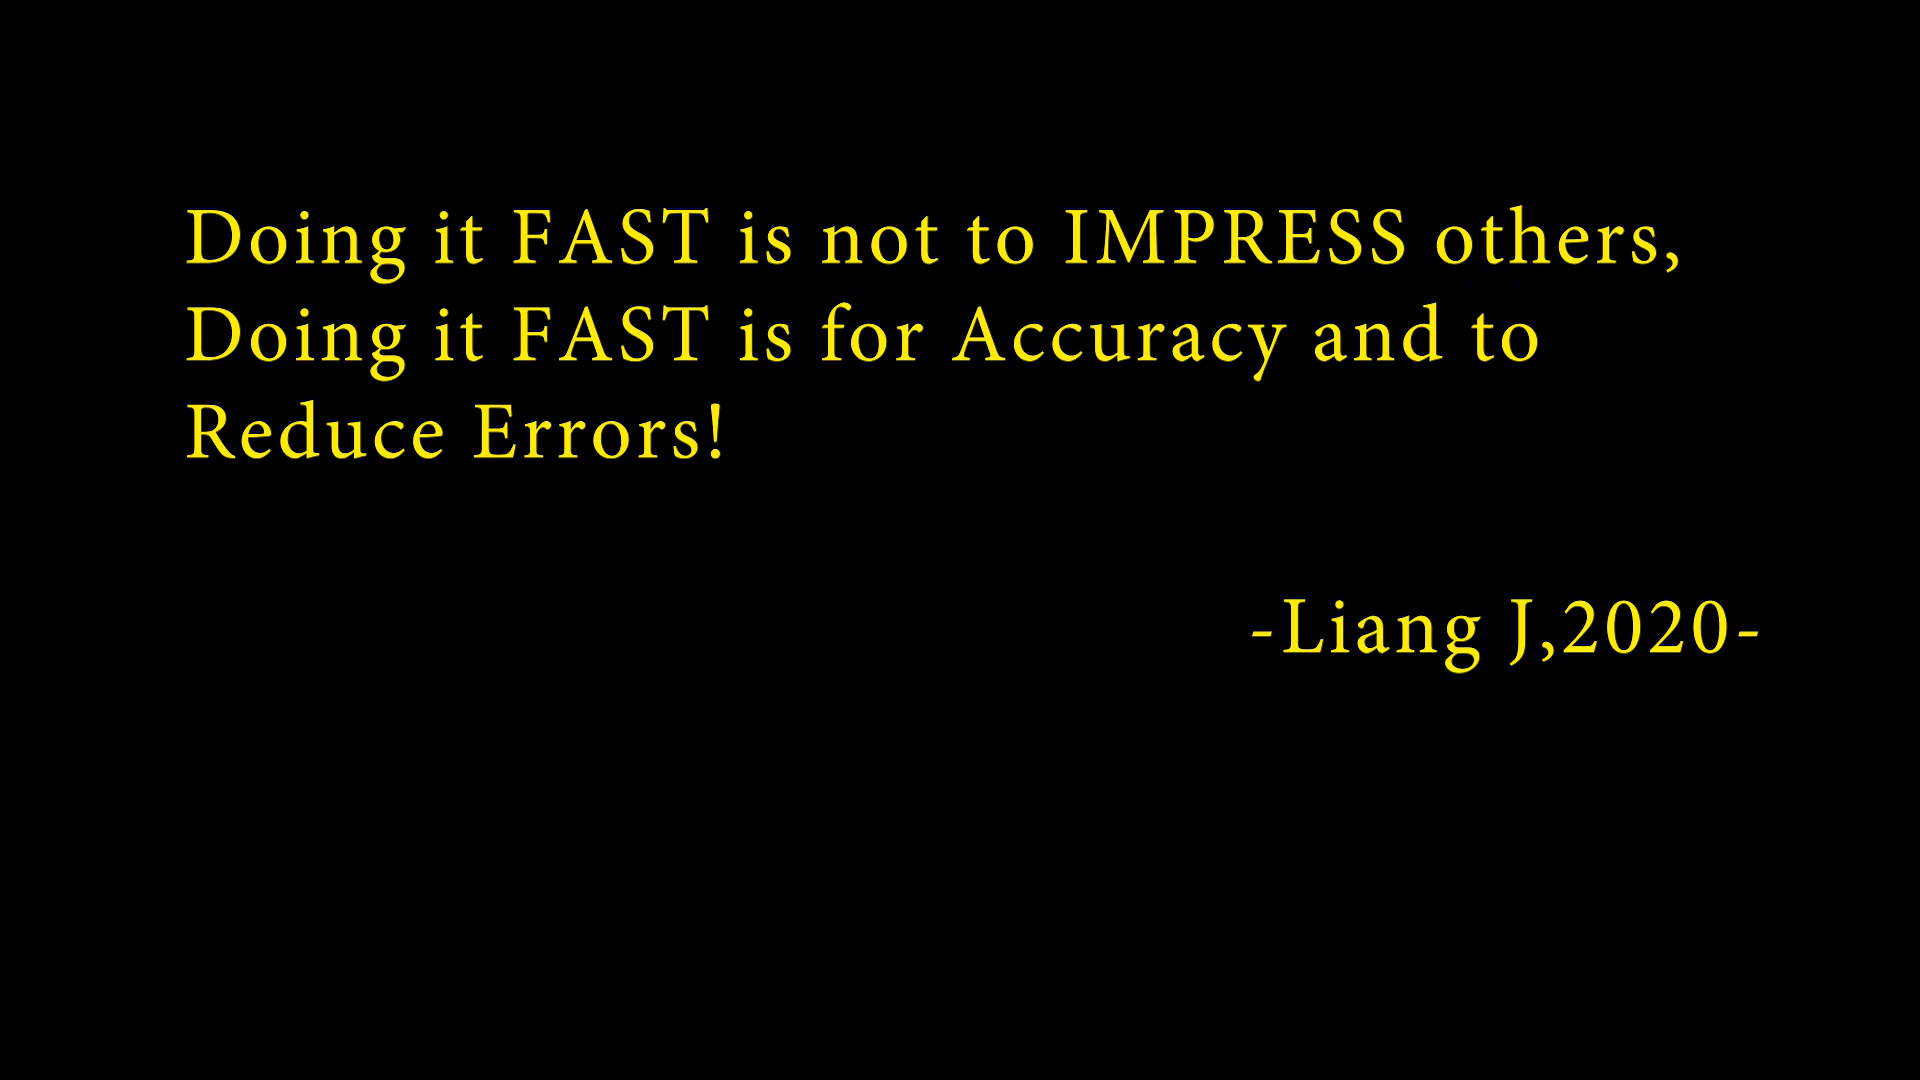 Doing it FAST is not to IMPRESS others,
Doing it FAST is for Accuracy and to
Reduce Errors!
-Liang J,2020-